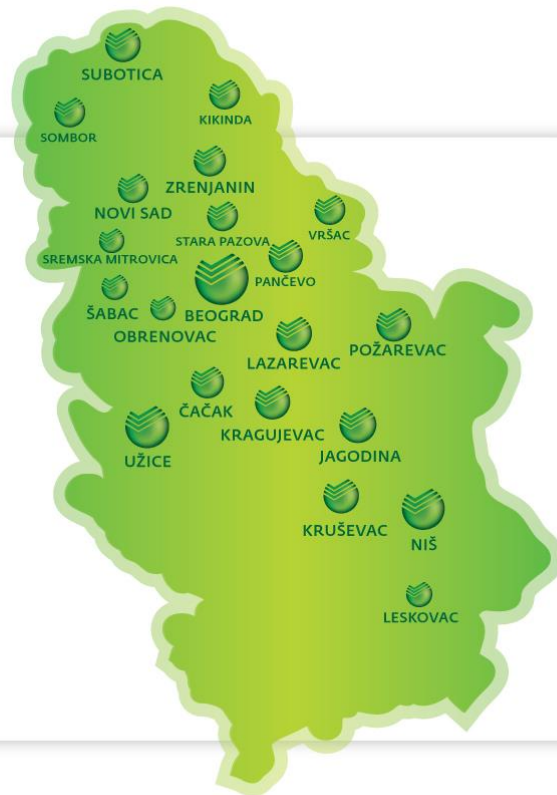 SUBOTICA
KIKINDA
SOMBOR
ZRENJANIN
NOVI SAD
VRŠAC
STARA PAZOVA
SREMSKA MITROVICA
PANČEVO
ŠABAC
BEOGRAD
OBRENOVAC
POŽAREVAC
LAZAREVAC
ČAČAK
KRAGUJEVAC
JAGODINA
UŽICE
KRUŠEVAC
NIŠ
LESKOVAC